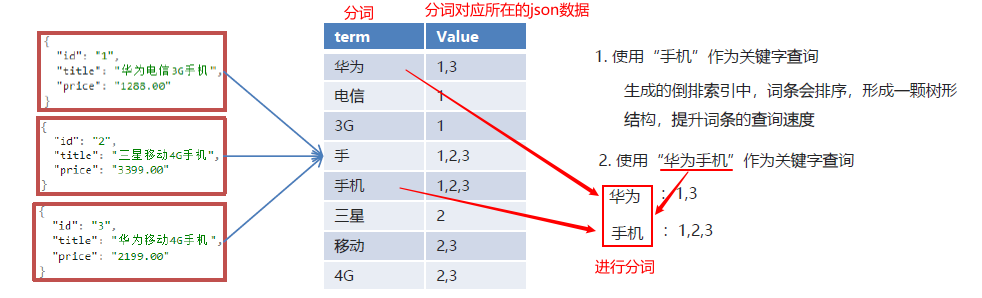 分词
分词对应所在的json数据
{
"id": "1",
"title": "华为电信3G手机",
"price": "1288.00"
}
{
"id": "2",
"title": "三星移动4G手机",
"price": "3399.00"
}
{
"id": "3",
"title": "华为移动4G手机",
"price": "2199.00"
}
term Value
华为 1,3
电信 1
3G 1
手 1,2,3
手机 1,2,3
三星 2
移动 2,3
4G 2,3
1. 使用“手机”作为关键字查询
生成的倒排索引中，词条会排序，形成一颗树形
结构，提升词条的查询速度
2. 使用“华为手机”作为关键字查询
华为 : 1,3
手机 : 1,2,3
进行分词